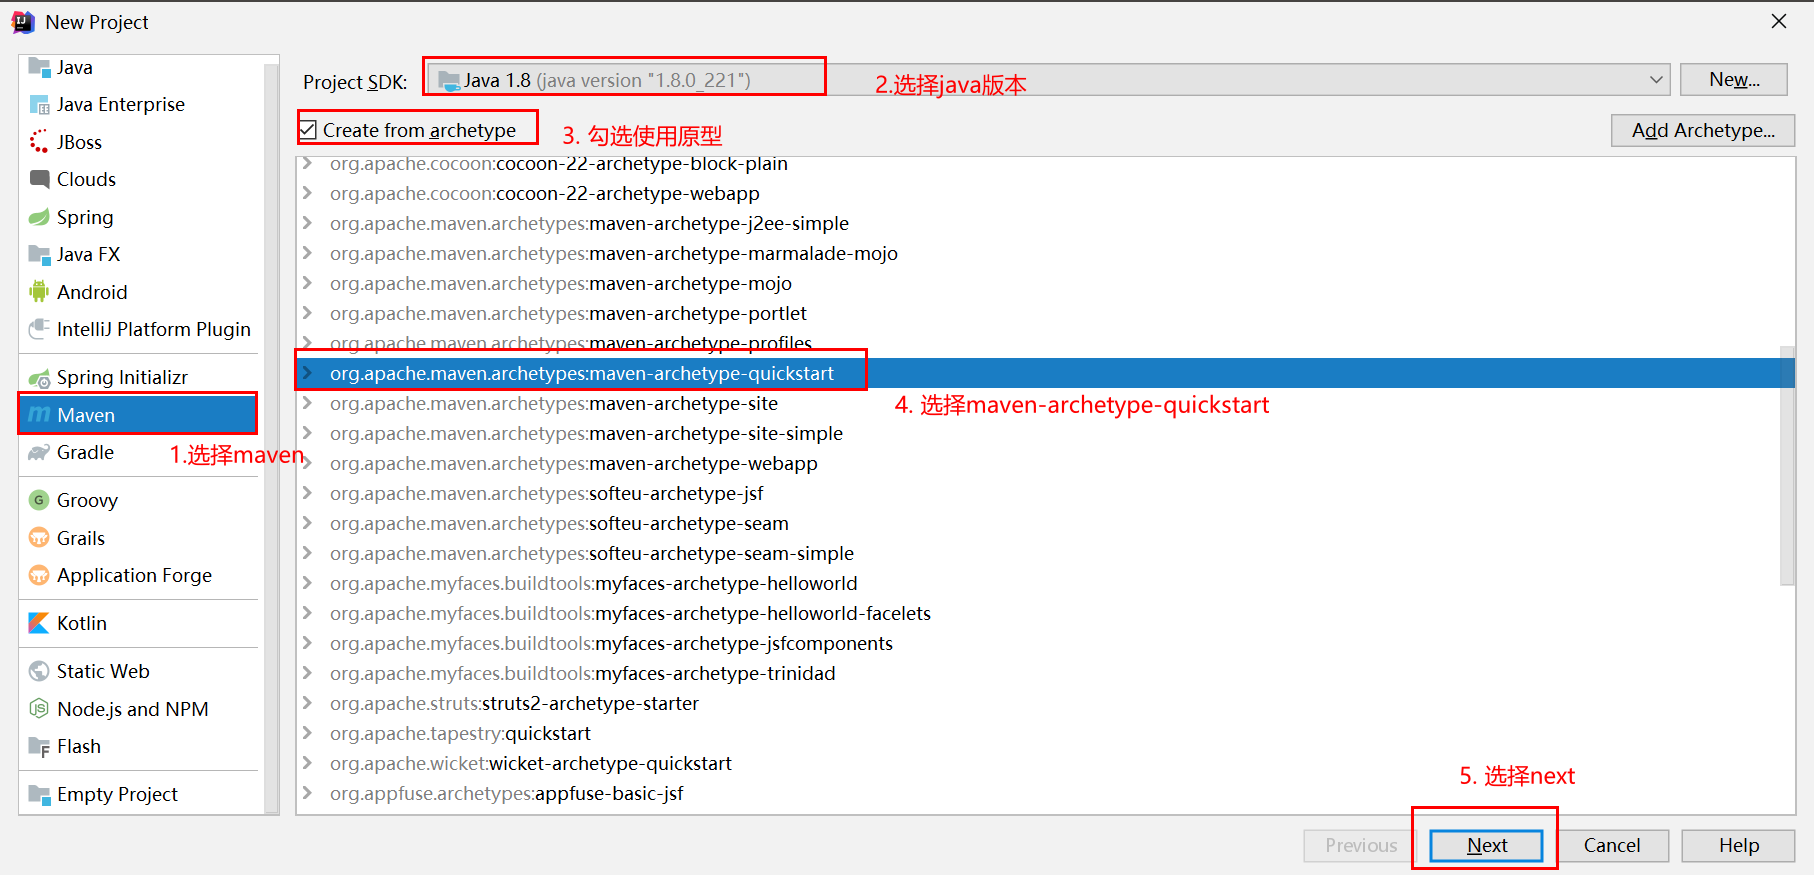 New Project
Java
Java Enterprise
JBoss
Clouds
Spring
Java FX
Android
IntelliJ Platform Plugin
Spring Initializr
Maven
Gradle
1.选择maven
Groovy
Grails
Application Forge
Kotlin
Static Web
Node.js and NPM
Flash
Empty Project
Project SDK: Java 1.8 (java version "1.8.0_221") 2.选择java版本 New...
Create from archetype 3. 勾选使用原型 Add Archetype...
org.apache.cocoon:cocoon-22-archetype-block-plain
org.apache.cocoon:cocoon-22-archetype-webapp
org.apache.maven.archetypes:maven-archetype-j2ee-simple
org.apache.maven.archetypes:maven-archetype-marmalade-mojo
org.apache.maven.archetypes:maven-archetype-mojo
org.apache.maven.archetypes:maven-archetype-portlet
org.apache.maven.archetypes:maven-archetype-profiles
org.apache.maven.archetypes:maven-archetype-quickstart
org.apache.maven.archetypes:maven-archetype-site
4. 选择maven-archetype-quickstart
org.apache.maven.archetypes:maven-archetype-site-simple
org.apache.maven.archetypes:maven-archetype-webapp
org.apache.maven.archetypes:softeu-archetype-jsf
org.apache.maven.archetypes:softeu-archetype-seam
org.apache.maven.archetypes:softeu-archetype-seam-simple
org.apache.myfaces.buildtools:myfaces-archetype-helloworld
org.apache.myfaces.buildtools:myfaces-archetype-helloworld-facelets
org.apache.myfaces.buildtools:myfaces-archetype-jsfcomponents
org.apache.myfaces.buildtools:myfaces-archetype-trinidad
org.apache.struts:struts2-archetype-starter
org.apache.tapestry:quickstart
org.apache.wicket:wicket-archetype-quickstart
org.appfuse.archetypes:appfuse-basic-jsf
5. 选择next
Previous Next Cancel Help